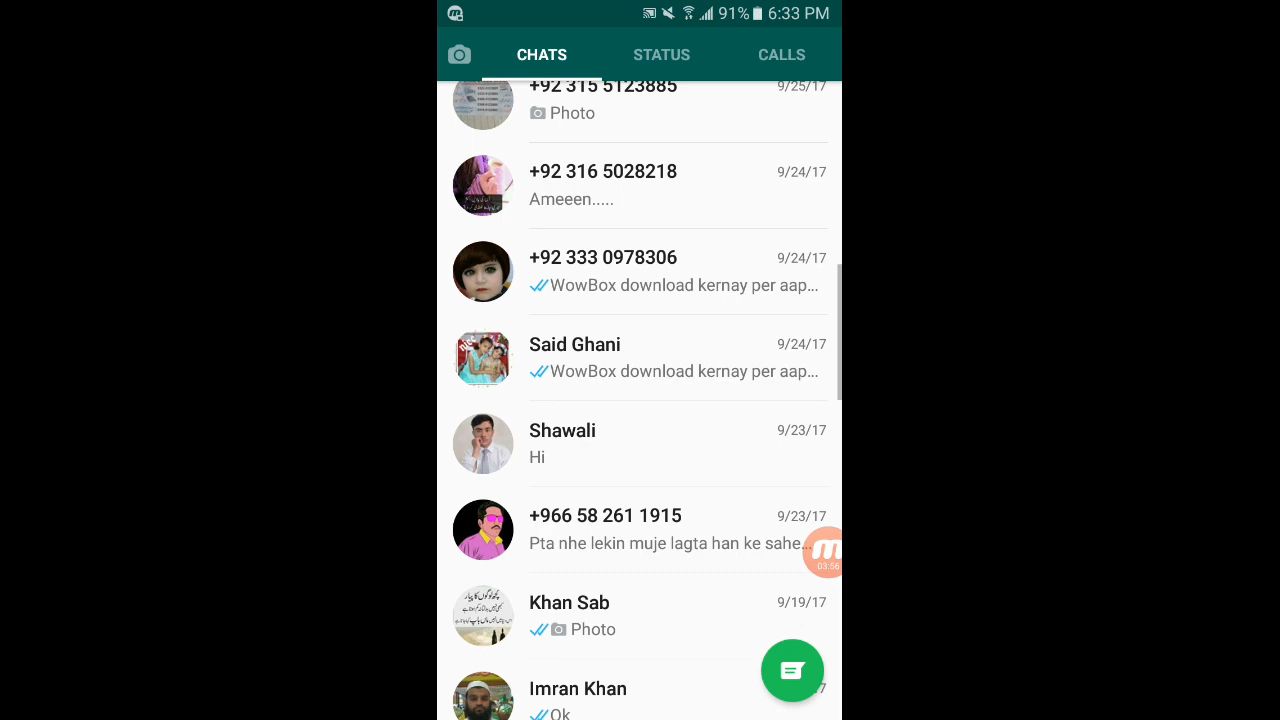 91% 6:33 PM
CHATS STATUS CALLS
+92 315 5123885 9/25/17
Photo
+92 316 5028218 9/24/17
Ameeen.....
+92 333 0978306 9/24/17
WowBox download kernay per aap...
Said Ghani 9/24/17
WowBox download kernay per aap...
Shawali 9/23/17
Hi
+966 58 261 1915 9/23/17
Pta nhe lekin muje lagta han ke sahe...
03:56
Khan Sab 9/19/17
Photo
Imran Khan
Ok